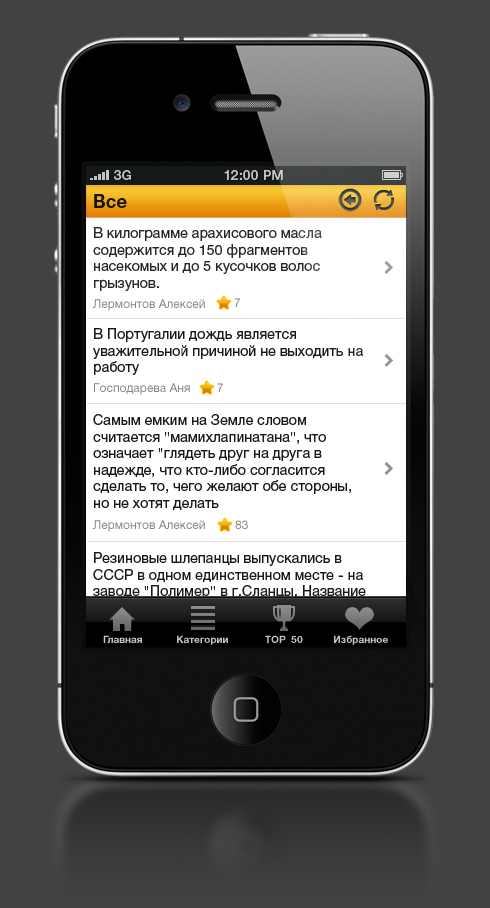 3G 12:00 PM
Все
В килограмме арахисового масла
содержится до 150 фрагментов
насекомых и до 5 кусочков волос
грызунов.
Лермонтов Алексей 7
В Португалии дождь является
уважительной причиной не выходить на
работу
Господарева Аня 7
Самым емким на Земле словом
считается "мамихлапинатана", что
означает "глядеть друг на друга в
надежде, что кто-либо согласится
сделать то, чего желают обе стороны,
но не хотят делать
Лермонтов Алексей 83
Резиновые шлепанцы выпускались в
СССР в одном единственном месте - на
заводе "Полимер" в г.Сланцы. Название
Главная Категории TOP 50 Избранное